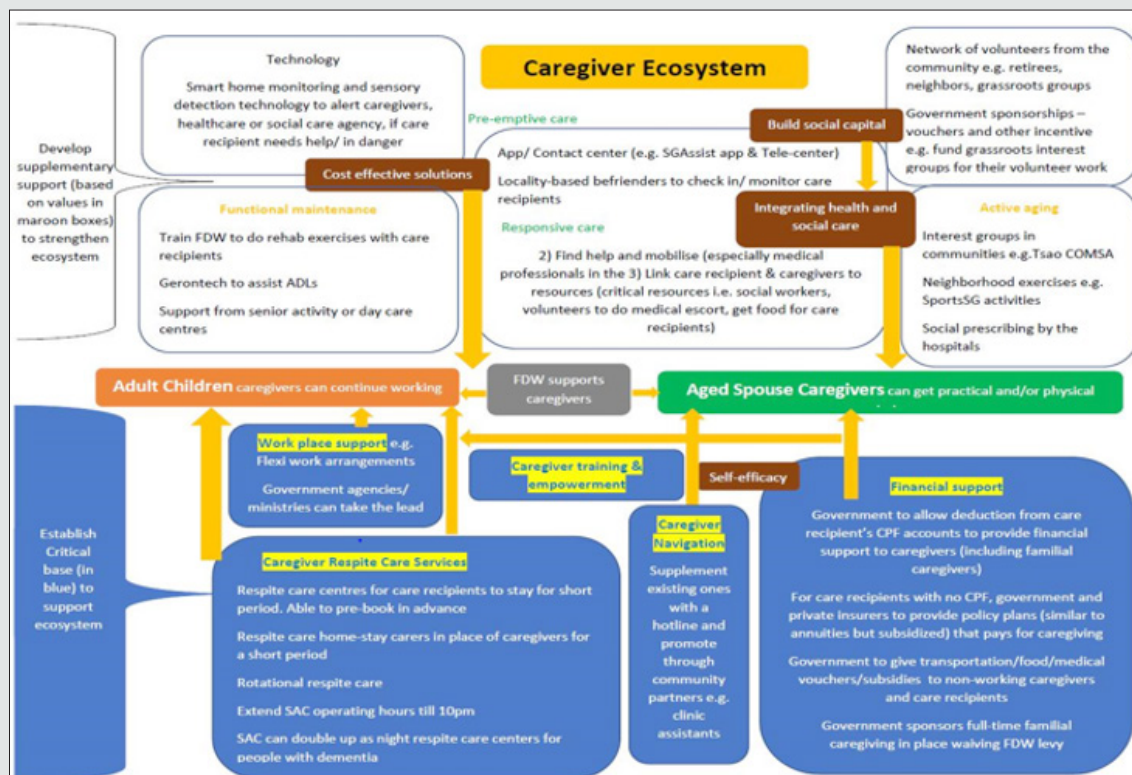 Caregiver Ecosystem
Develop
supplementary
support (based
on values in
maroon boxes)
to strengthen
ecosystem
Technology
Smart home monitoring and sensory
detection technology to alert caregivers,
healthcare or social care agency, if care
recipient needs help/ in danger
Cost effective solutions
Functional maintenance
Train FDW to do rehab exercises with care
recipients
Gerontech to assist ADLs
Support from senior activity or day care
centres
Pre-emptive care
App/ Contact center (e.g. SGAssist app & Tele-center)
Locality-based befrienders to check in/ monitor care
recipients
Responsive care
2) Find help and mobilise (especially medical
professionals in the 3) Link care recipient & caregivers to
resources (critical resources i.e. social workers,
volunteers to do medical escort, get food for care
recipients)
Build social capital
Integrating health and
social care
Network of volunteers from the
community e.g. retirees,
neighbors, grassroots groups
Government sponsorships –
vouchers and other incentive
e.g. fund grassroots interest
groups for their volunteer work
Active aging
Interest groups in
communities e.g.Tsao COMSA
Neighborhood exercises e.g.
SportsSG activities
Social prescribing by the
hospitals
Adult Children caregivers can continue working
FDW supports
caregivers
Aged Spouse Caregivers can get practical and/or physical
Establish
Critical
base (in
blue) to
support
ecosystem
Work place support e.g.
Flexi work arrangements
Government agencies/
ministries can take the lead
Caregiver training &
empowerment
Self-efficacy
Caregiver Respite Care Services
Respite care centres for care recipients to stay for short
period. Able to pre-book in advance
Respite care home-stay carers in place of caregivers for
a short period
Rotational respite care
Extend SAC operating hours till 10pm
SAC can double up as night respite care centers for
people with dementia
Caregiver
Navigation
Supplement
existing ones
with a
hotline and
promote
through
community
partners e.g.
clinic
assistants
Financial support
Government to allow deduction from care
recipient's CPF accounts to provide financial
support to caregivers (including familial
caregivers)
For care recipients with no CPF, government and
private insurers to provide policy plans (similar to
annuities but subsidized) that pays for caregiving
Government to give transportation/food/medical
vouchers/subsidies to non-working caregivers
and care recipients
Government sponsors full-time familial
caregiving in place waiving FDW levy